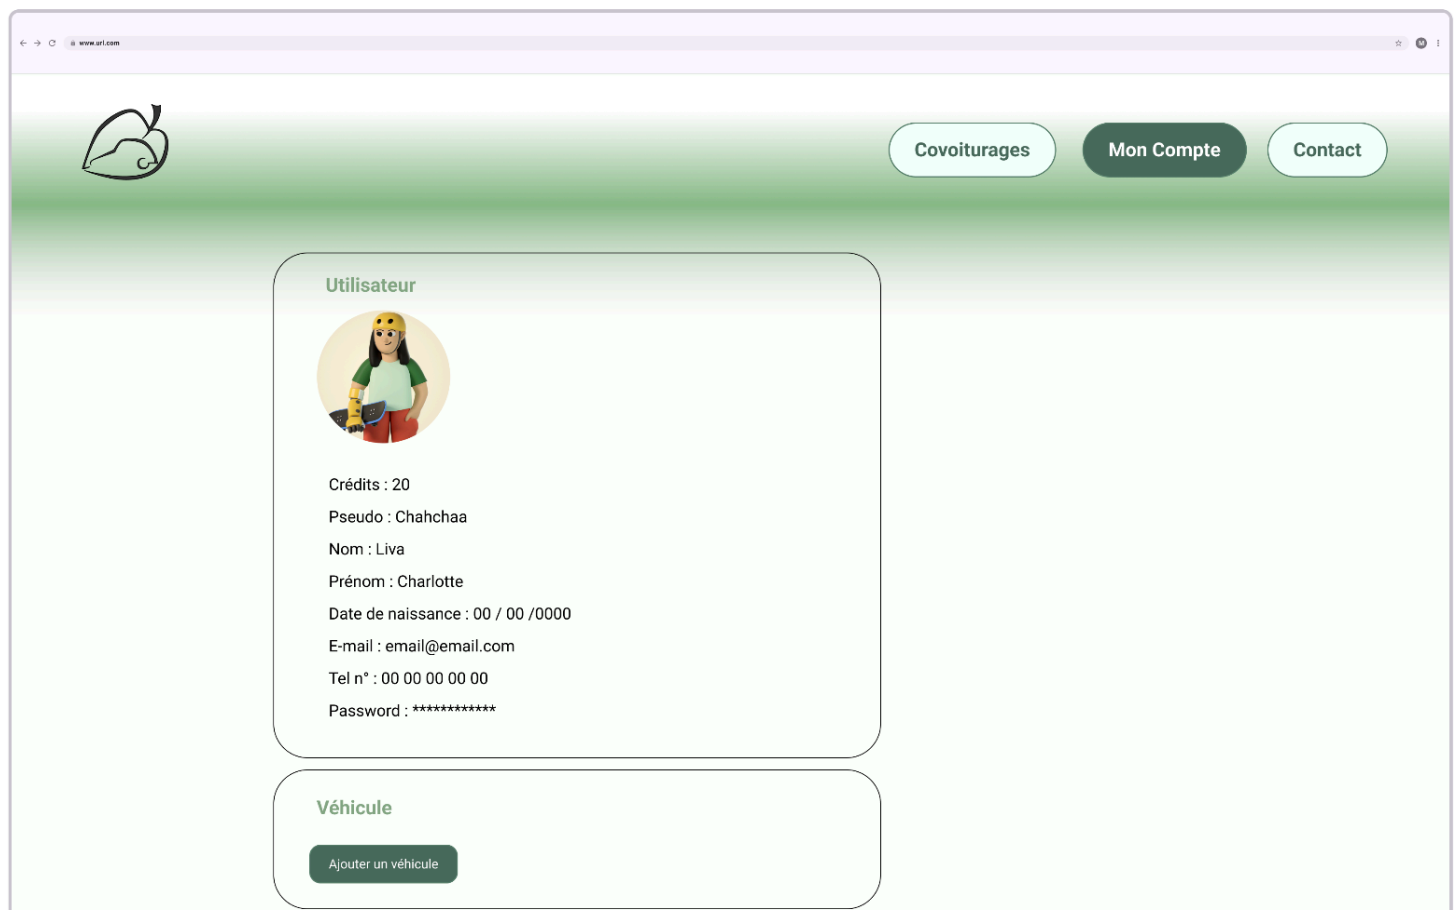 www.url.com
M
Covoiturages
Mon Compte
Contact
Utilisateur
Crédits : 20
Pseudo : Chahchaa
Nom : Liva
Prénom : Charlotte
Date de naissance : 00 / 00 /0000
E-mail : email@email.com
Tel n° : 00 00 00 00 00
Password : ************
Véhicule
Ajouter un véhicule